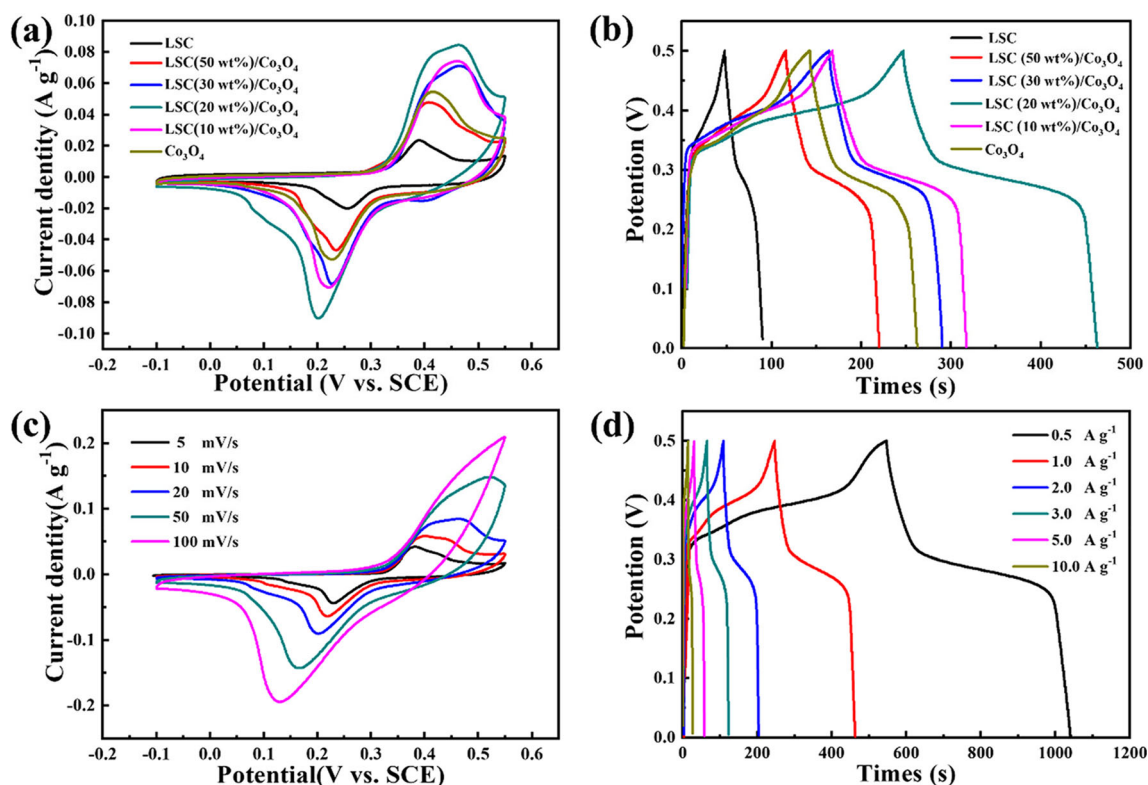 (a)
0.10
0.08
0.06
0.04
0.02
0.00
-0.02
-0.04
-0.06
-0.08
-0.10
Current identity (A g⁻¹)
LSC
LSC(50 wt%)/Co₃O₄
LSC(30 wt%)/Co₃O₄
LSC(20 wt%)/Co₃O₄
LSC(10 wt%)/Co₃O₄
Co₃O₄
-0.2 -0.1 0.0 0.1 0.2 0.3 0.4 0.5 0.6
Potential (V vs. SCE)
(b)
0.5
0.4
0.3
0.2
0.1
0.0
Potention (V)
LSC
LSC (50 wt%)/Co₃O₄
LSC (30 wt%)/Co₃O₄
LSC (20 wt%)/Co₃O₄
LSC (10 wt%)/Co₃O₄
Co₃O₄
0 100 200 300 400 500
Times (s)
(c)
0.2
0.1
0.0
-0.1
-0.2
Current identity(A g⁻¹)
5 mV/s
10 mV/s
20 mV/s
50 mV/s
100 mV/s
-0.2 -0.1 0.0 0.1 0.2 0.3 0.4 0.5 0.6
Potential(V vs. SCE)
(d)
0.5
0.4
0.3
0.2
0.1
0.0
Potention (V)
0.5 A g⁻¹
1.0 A g⁻¹
2.0 A g⁻¹
3.0 A g⁻¹
5.0 A g⁻¹
10.0 A g⁻¹
0 200 400 600 800 1000 1200
Times (s)